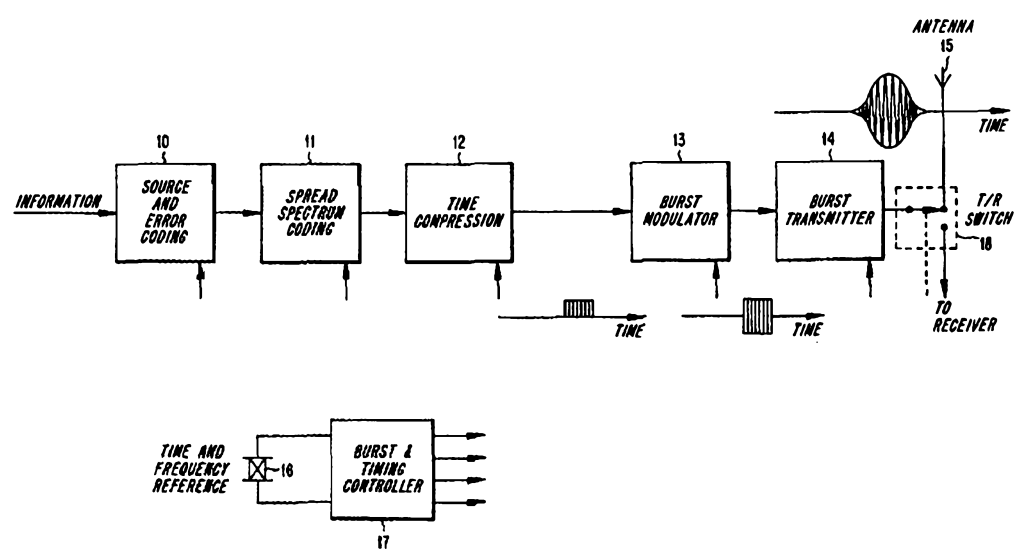 ANTENNA
15
TIME
10
11
12
13
14
INFORMATION
SOURCE
AND
ERROR
CODING
SPREAD
SPECTRUM
CODING
TIME
COMPRESSION
BURST
MODULATOR
BURST
TRANSMITTER
T/R
SWITCH
18
TO
RECEIVER
TIME
TIME
TIME AND
FREQUENCY
REFERENCE
16
BURST &
TIMING
CONTROLLER
17